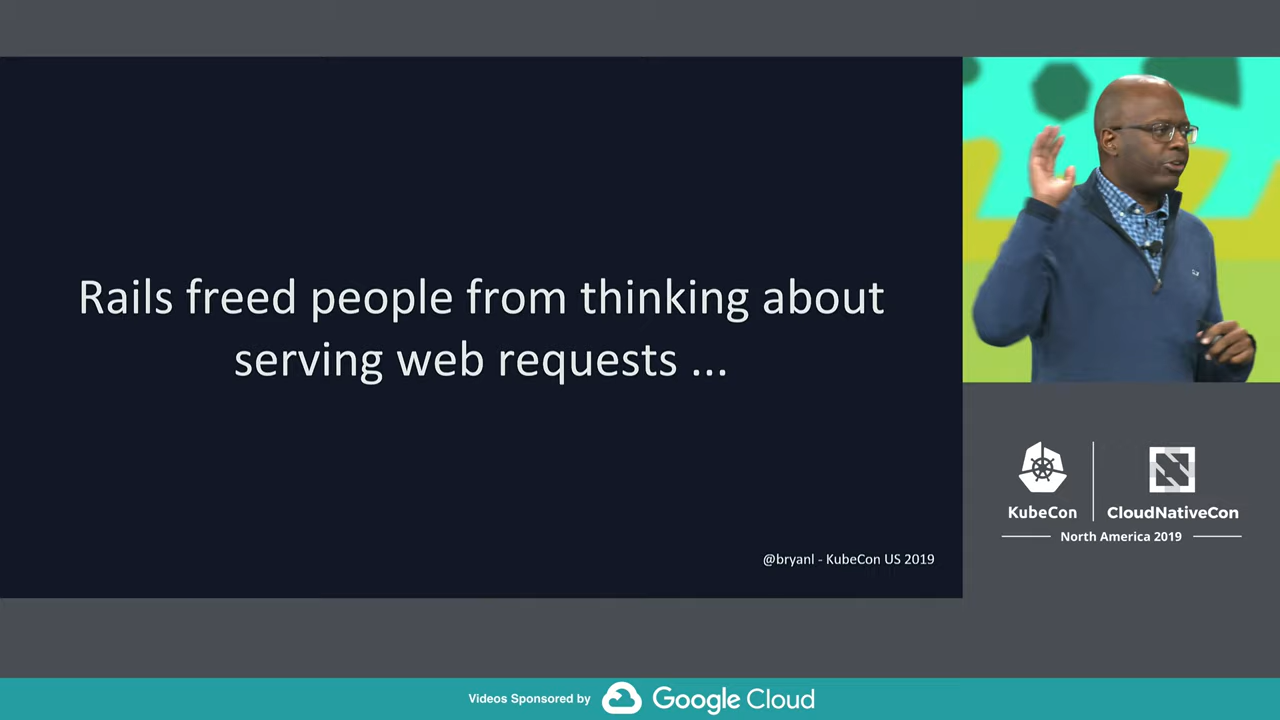 Rails freed people from thinking about
serving web requests ...
@bryanl - KubeCon US 2019
KubeCon
CloudNativeCon
North America 2019
Videos Sponsored by
Google Cloud